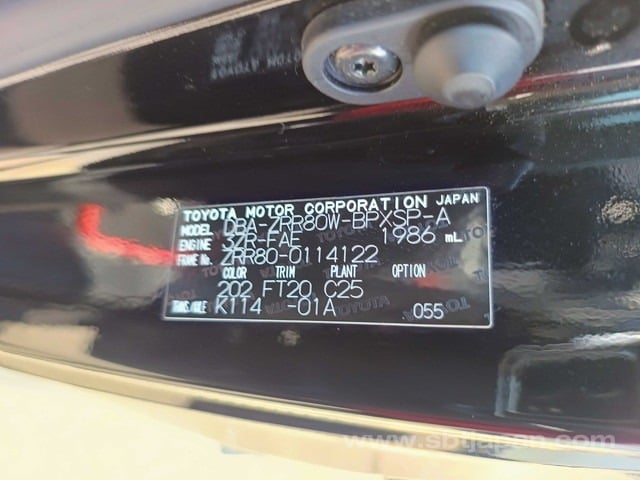 TOYOTA MOTOR CORPORATION JAPAN
MODEL DBA-ZRR80W-BPXSP-A
ENGINE 3ZR-FAE 1986 mL
FRAME No. ZRR80-0114122
COLOR TRIM PLANT OPTION
202 FT20 C25
TRANS/AXLE K114 -01A 055
www.sbtjapan.com